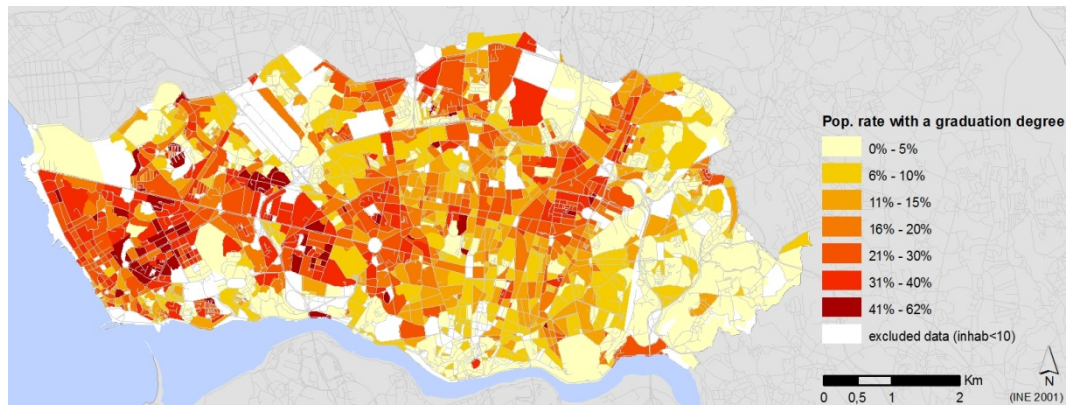 Pop. rate with a graduation degree
0% - 5%
6% - 10%
11% - 15%
16% - 20%
21% - 30%
31% - 40%
41% - 62%
excluded data (inhab<10)
Km
0 0,5 1 2
N
(INE 2001)